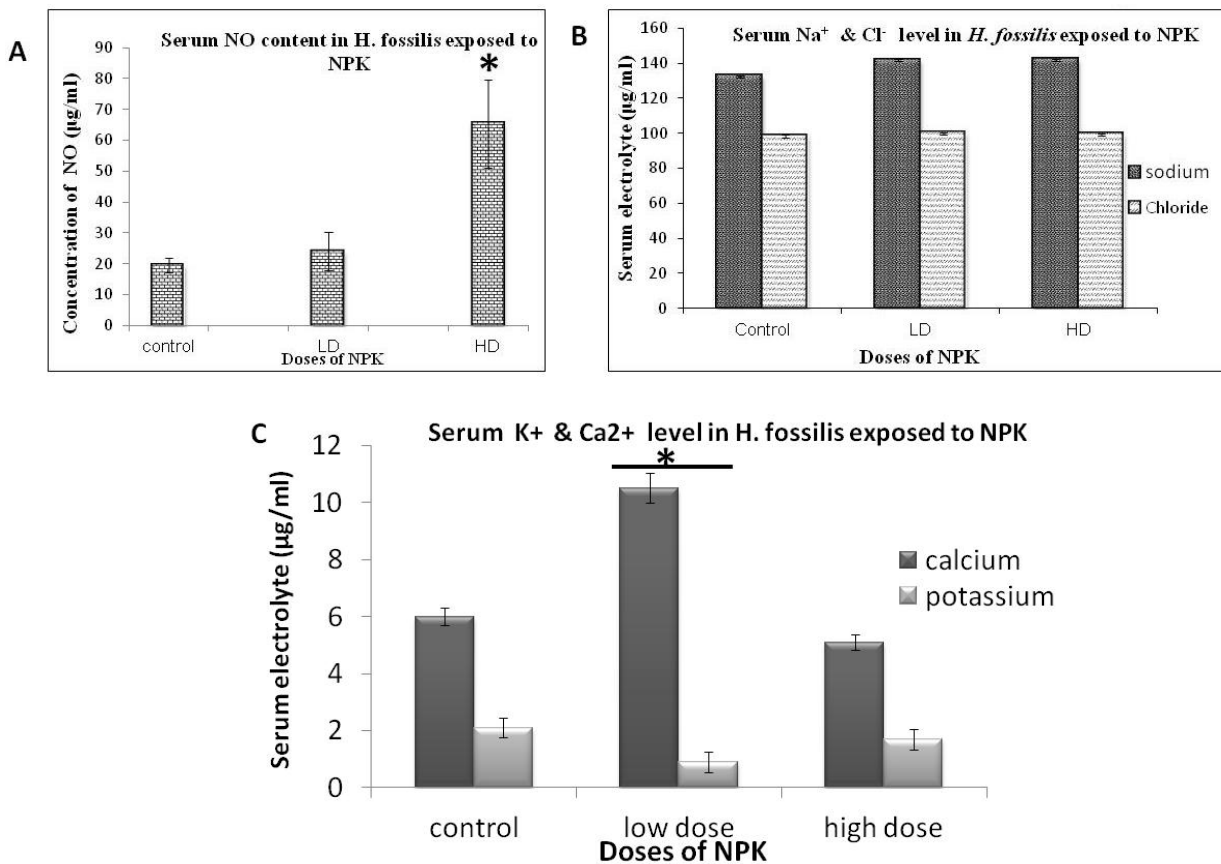 A
Serum NO content in H. fossilis exposed to
NPK
*
Concentration of NO (µg/ml)
90
80
70
60
50
40
30
20
10
0
control
LD
HD
Doses of NPK
B
Serum Na⁺ & Cl⁻ level in H. fossilis exposed to NPK
Serum electrolyte (µg/ml)
160
140
120
100
80
60
40
20
0
Control
LD
HD
Doses of NPK
sodium
Chloride
C
Serum K+ & Ca2+ level in H. fossilis exposed to NPK
*
Serum electrolyte (µg/ml)
12
10
8
6
4
2
0
control
low dose
high dose
Doses of NPK
calcium
potassium